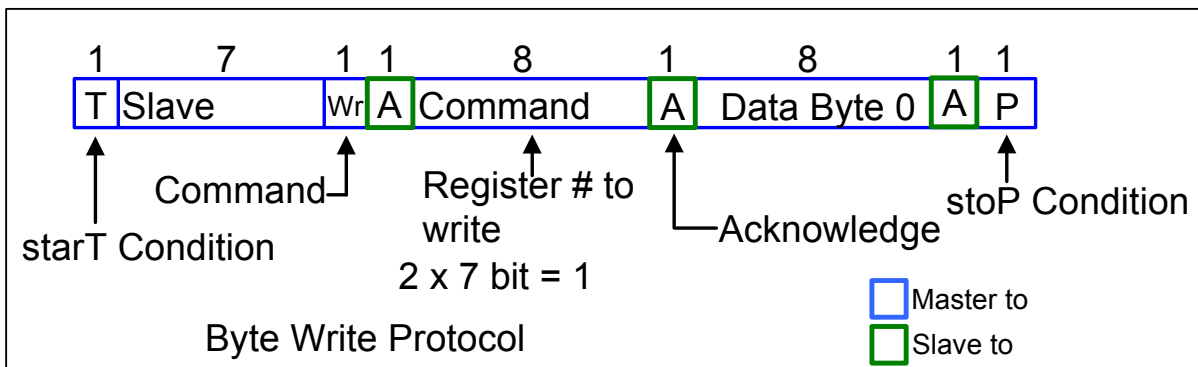 1 7 1 1 8 1 8 1 1
T Slave Wr A Command A Data Byte 0 A P
Command
Register # to
write
2 x 7 bit = 1
Acknowledge
stoP Condition
starT Condition
Byte Write Protocol
Master to
Slave to